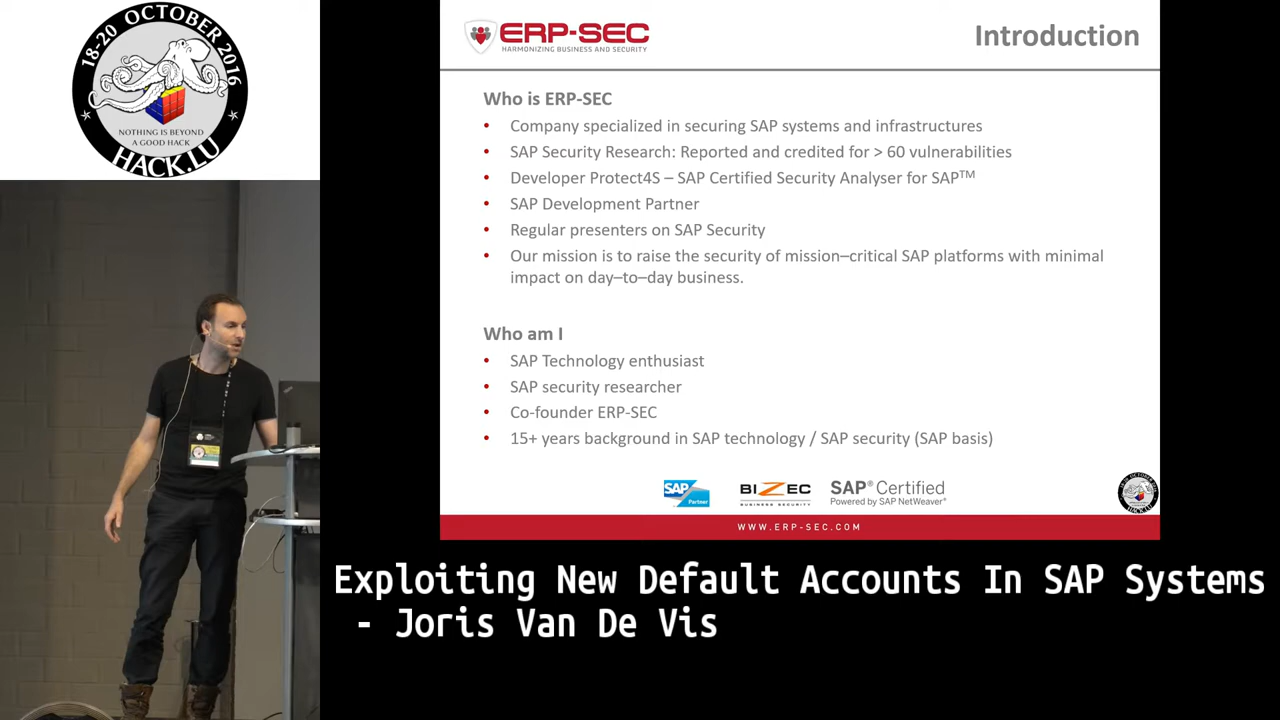 18-20 OCTOBER 2016
NOTHING IS BEYOND
A GOOD HACK
HACK.LU
ERP-SEC
HARMONIZING BUSINESS AND SECURITY
Introduction
Who is ERP-SEC
• Company specialized in securing SAP systems and infrastructures
• SAP Security Research: Reported and credited for > 60 vulnerabilities
• Developer Protect4S – SAP Certified Security Analyser for SAP™
• SAP Development Partner
• Regular presenters on SAP Security
• Our mission is to raise the security of mission–critical SAP platforms with minimal
impact on day–to–day business.
Who am I
• SAP Technology enthusiast
• SAP security researcher
• Co-founder ERP-SEC
• 15+ years background in SAP technology / SAP security (SAP basis)
SAP Partner
BIZEC
BUSINESS SECURITY
SAP® Certified
Powered by SAP NetWeaver®
WWW.ERP-SEC.COM
Exploiting New Default Accounts In SAP Systems
- Joris Van De Vis